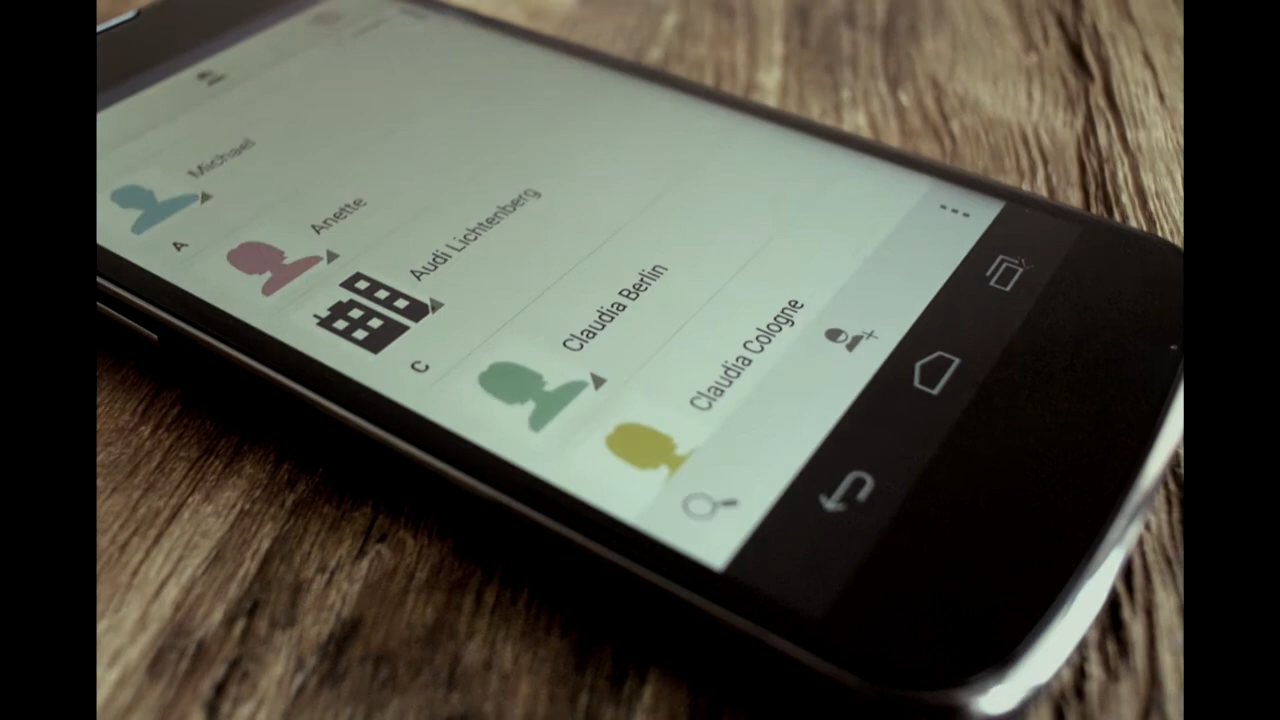 Michael
A
Anette
Audi Lichtenberg
C
Claudia Berlin
Claudia Cologne